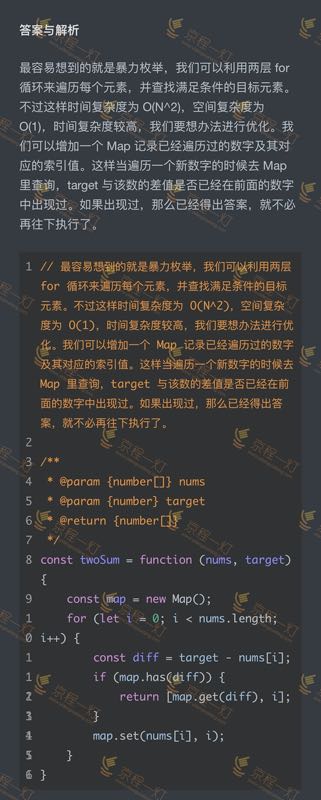 答案与解析
最容易想到的就是暴力枚举，我们可以利用两层 for
循环来遍历每个元素，并查找满足条件的目标元素。
不过这样时间复杂度为 O(N^2)，空间复杂度为
O(1)，时间复杂度较高，我们要想办法进行优化。我
们可以增加一个 Map 记录已经遍历过的数字及其对
应的索引值。这样当遍历一个新数字的时候去 Map
里查询，target 与该数的差值是否已经在前面的数字
中出现过。如果出现过，那么已经得出答案，就不必
再往下执行了。
1 // 最容易想到的就是暴力枚举，我们可以利用两层
for 循环来遍历每个元素，并查找满足条件的目标
元素。不过这样时间复杂度为 O(N^2)，空间复杂
度为 O(1)，时间复杂度较高，我们要想办法进行优
化。我们可以增加一个 Map 记录已经遍历过的数字
及其对应的索引值。这样当遍历一个新数字的时候去
Map 里查询，target 与该数的差值是否已经在前
面的数字中出现过。如果出现过，那么已经得出答
案，就不必再往下执行了。
2
3 /**
4  * @param {number[]} nums
5  * @param {number} target
6  * @return {number[]}
7  */
8 const twoSum = function (nums, target)
{
9     const map = new Map();
1     for (let i = 0; i < nums.length;
0 i++) {
1         const diff = target - nums[i];
1         if (map.has(diff)) {
2             return [map.get(diff), i];
3         }
4         map.set(nums[i], i);
5     }
6 }
京程一灯